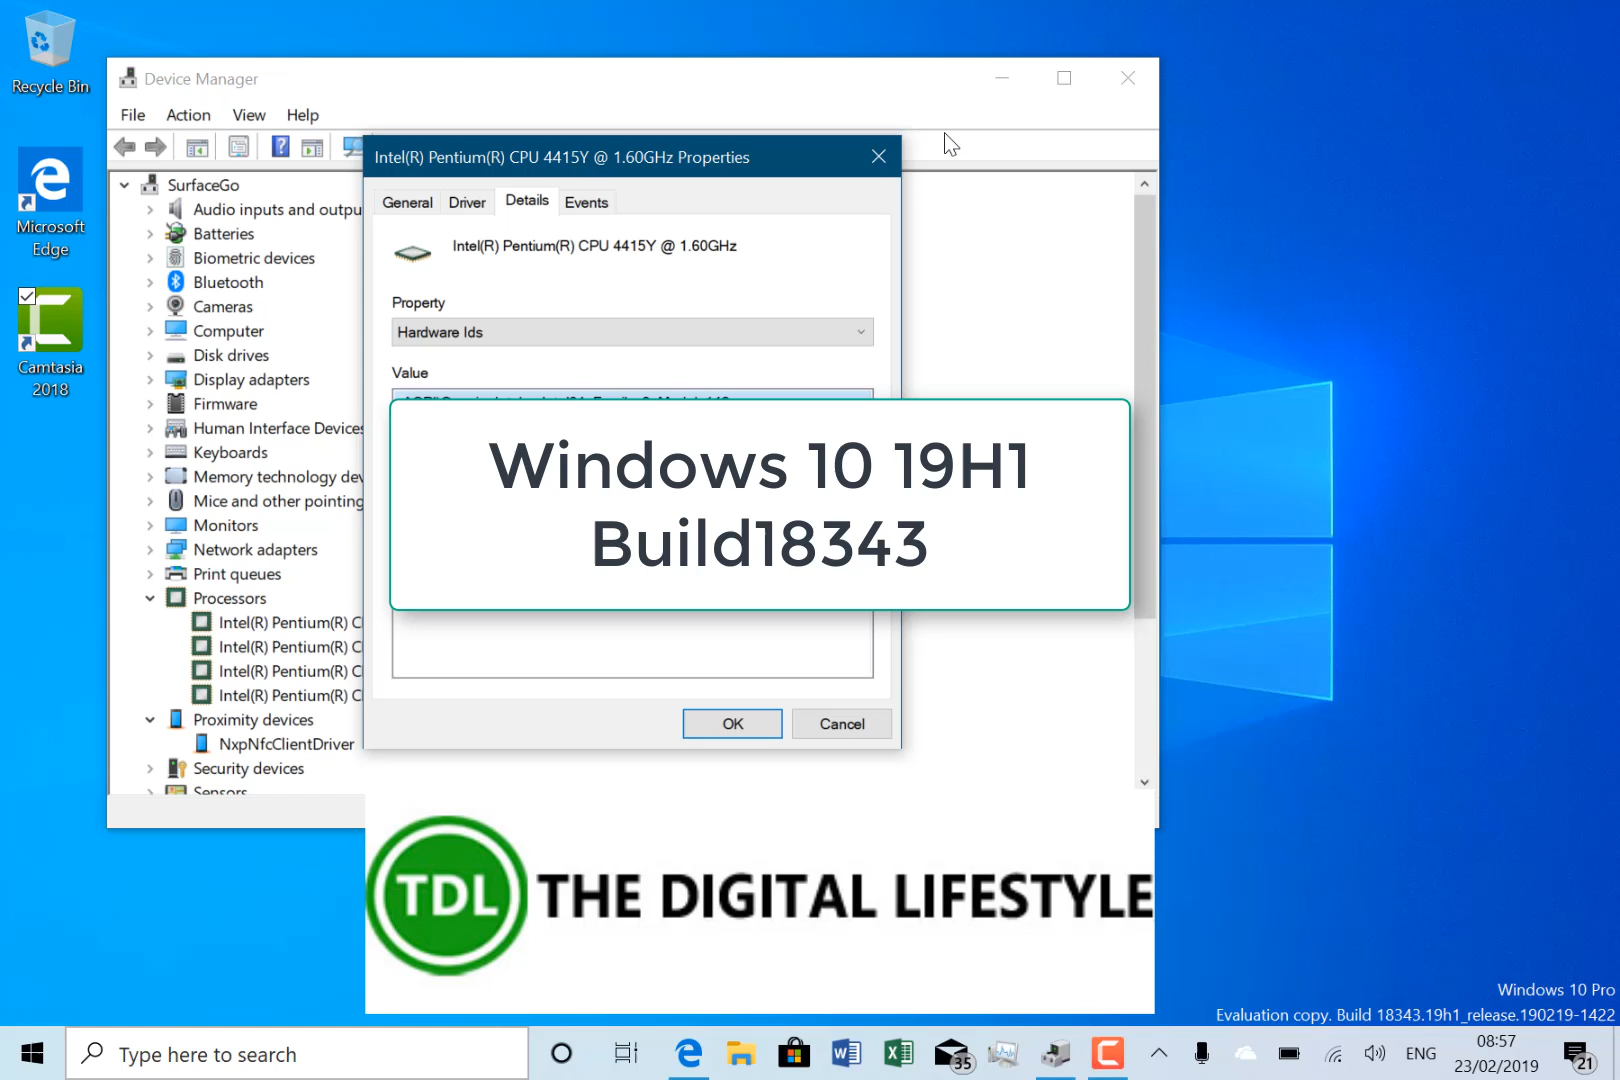 Recycle Bin
Microsoft
Edge
Camtasia
2018
Device Manager
File Action View Help
SurfaceGo
Audio inputs and outpu
Batteries
Biometric devices
Bluetooth
Cameras
Computer
Disk drives
Display adapters
Firmware
Human Interface Devices
Keyboards
Memory technology dev
Mice and other pointing
Monitors
Network adapters
Print queues
Processors
Intel(R) Pentium(R) C
Intel(R) Pentium(R) C
Intel(R) Pentium(R) C
Intel(R) Pentium(R) C
Proximity devices
NxpNfcClientDriver
Security devices
Sensors
Intel(R) Pentium(R) CPU 4415Y @ 1.60GHz Properties
General Driver Details Events
Intel(R) Pentium(R) CPU 4415Y @ 1.60GHz
Property
Hardware Ids
Value
Windows 10 19H1
Build18343
OK Cancel
TDL THE DIGITAL LIFESTYLE
Windows 10 Pro
Evaluation copy. Build 18343.19h1_release.190219-1422
Type here to search
35
ENG
08:57
23/02/2019
21